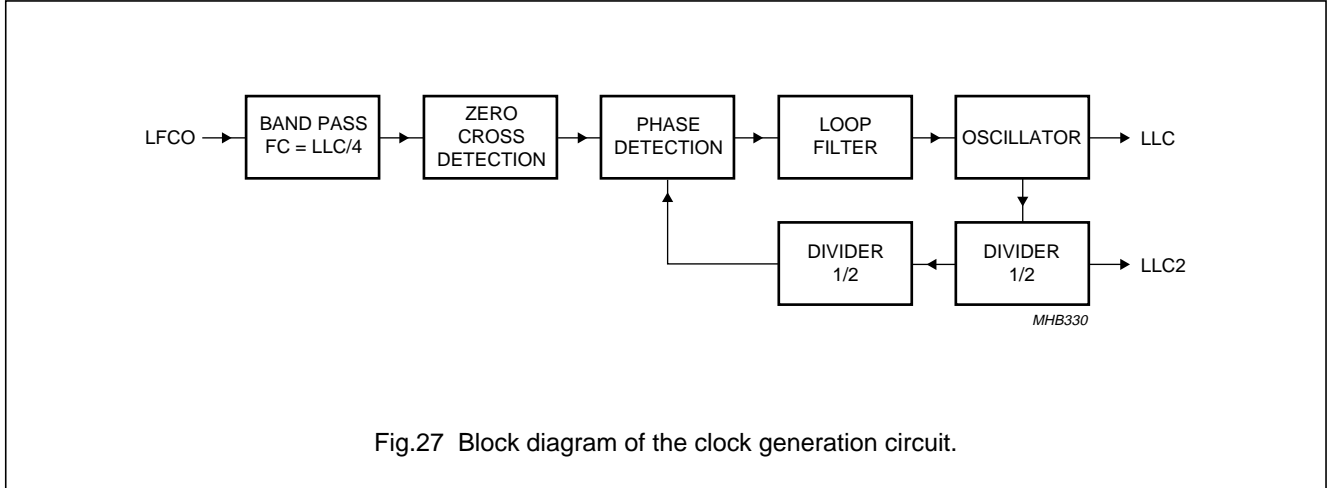 LFCO
BAND PASS
FC = LLC/4
ZERO
CROSS
DETECTION
PHASE
DETECTION
LOOP
FILTER
OSCILLATOR
LLC
DIVIDER
1/2
DIVIDER
1/2
LLC2
MHB330
Fig.27 Block diagram of the clock generation circuit.